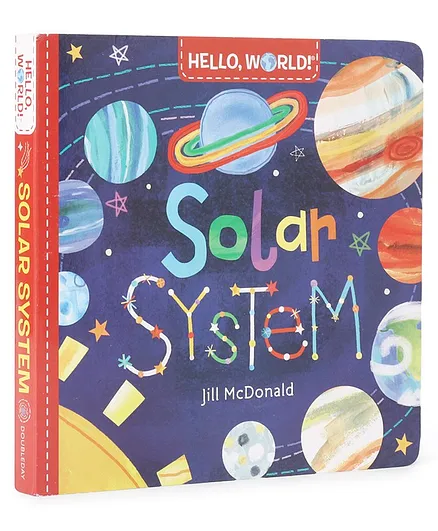 HELLO, WORLD!
Solar
SYSTEM
Jill McDonald
HELLO, WORLD!
SOLAR SYSTEM
DOUBLEDAY